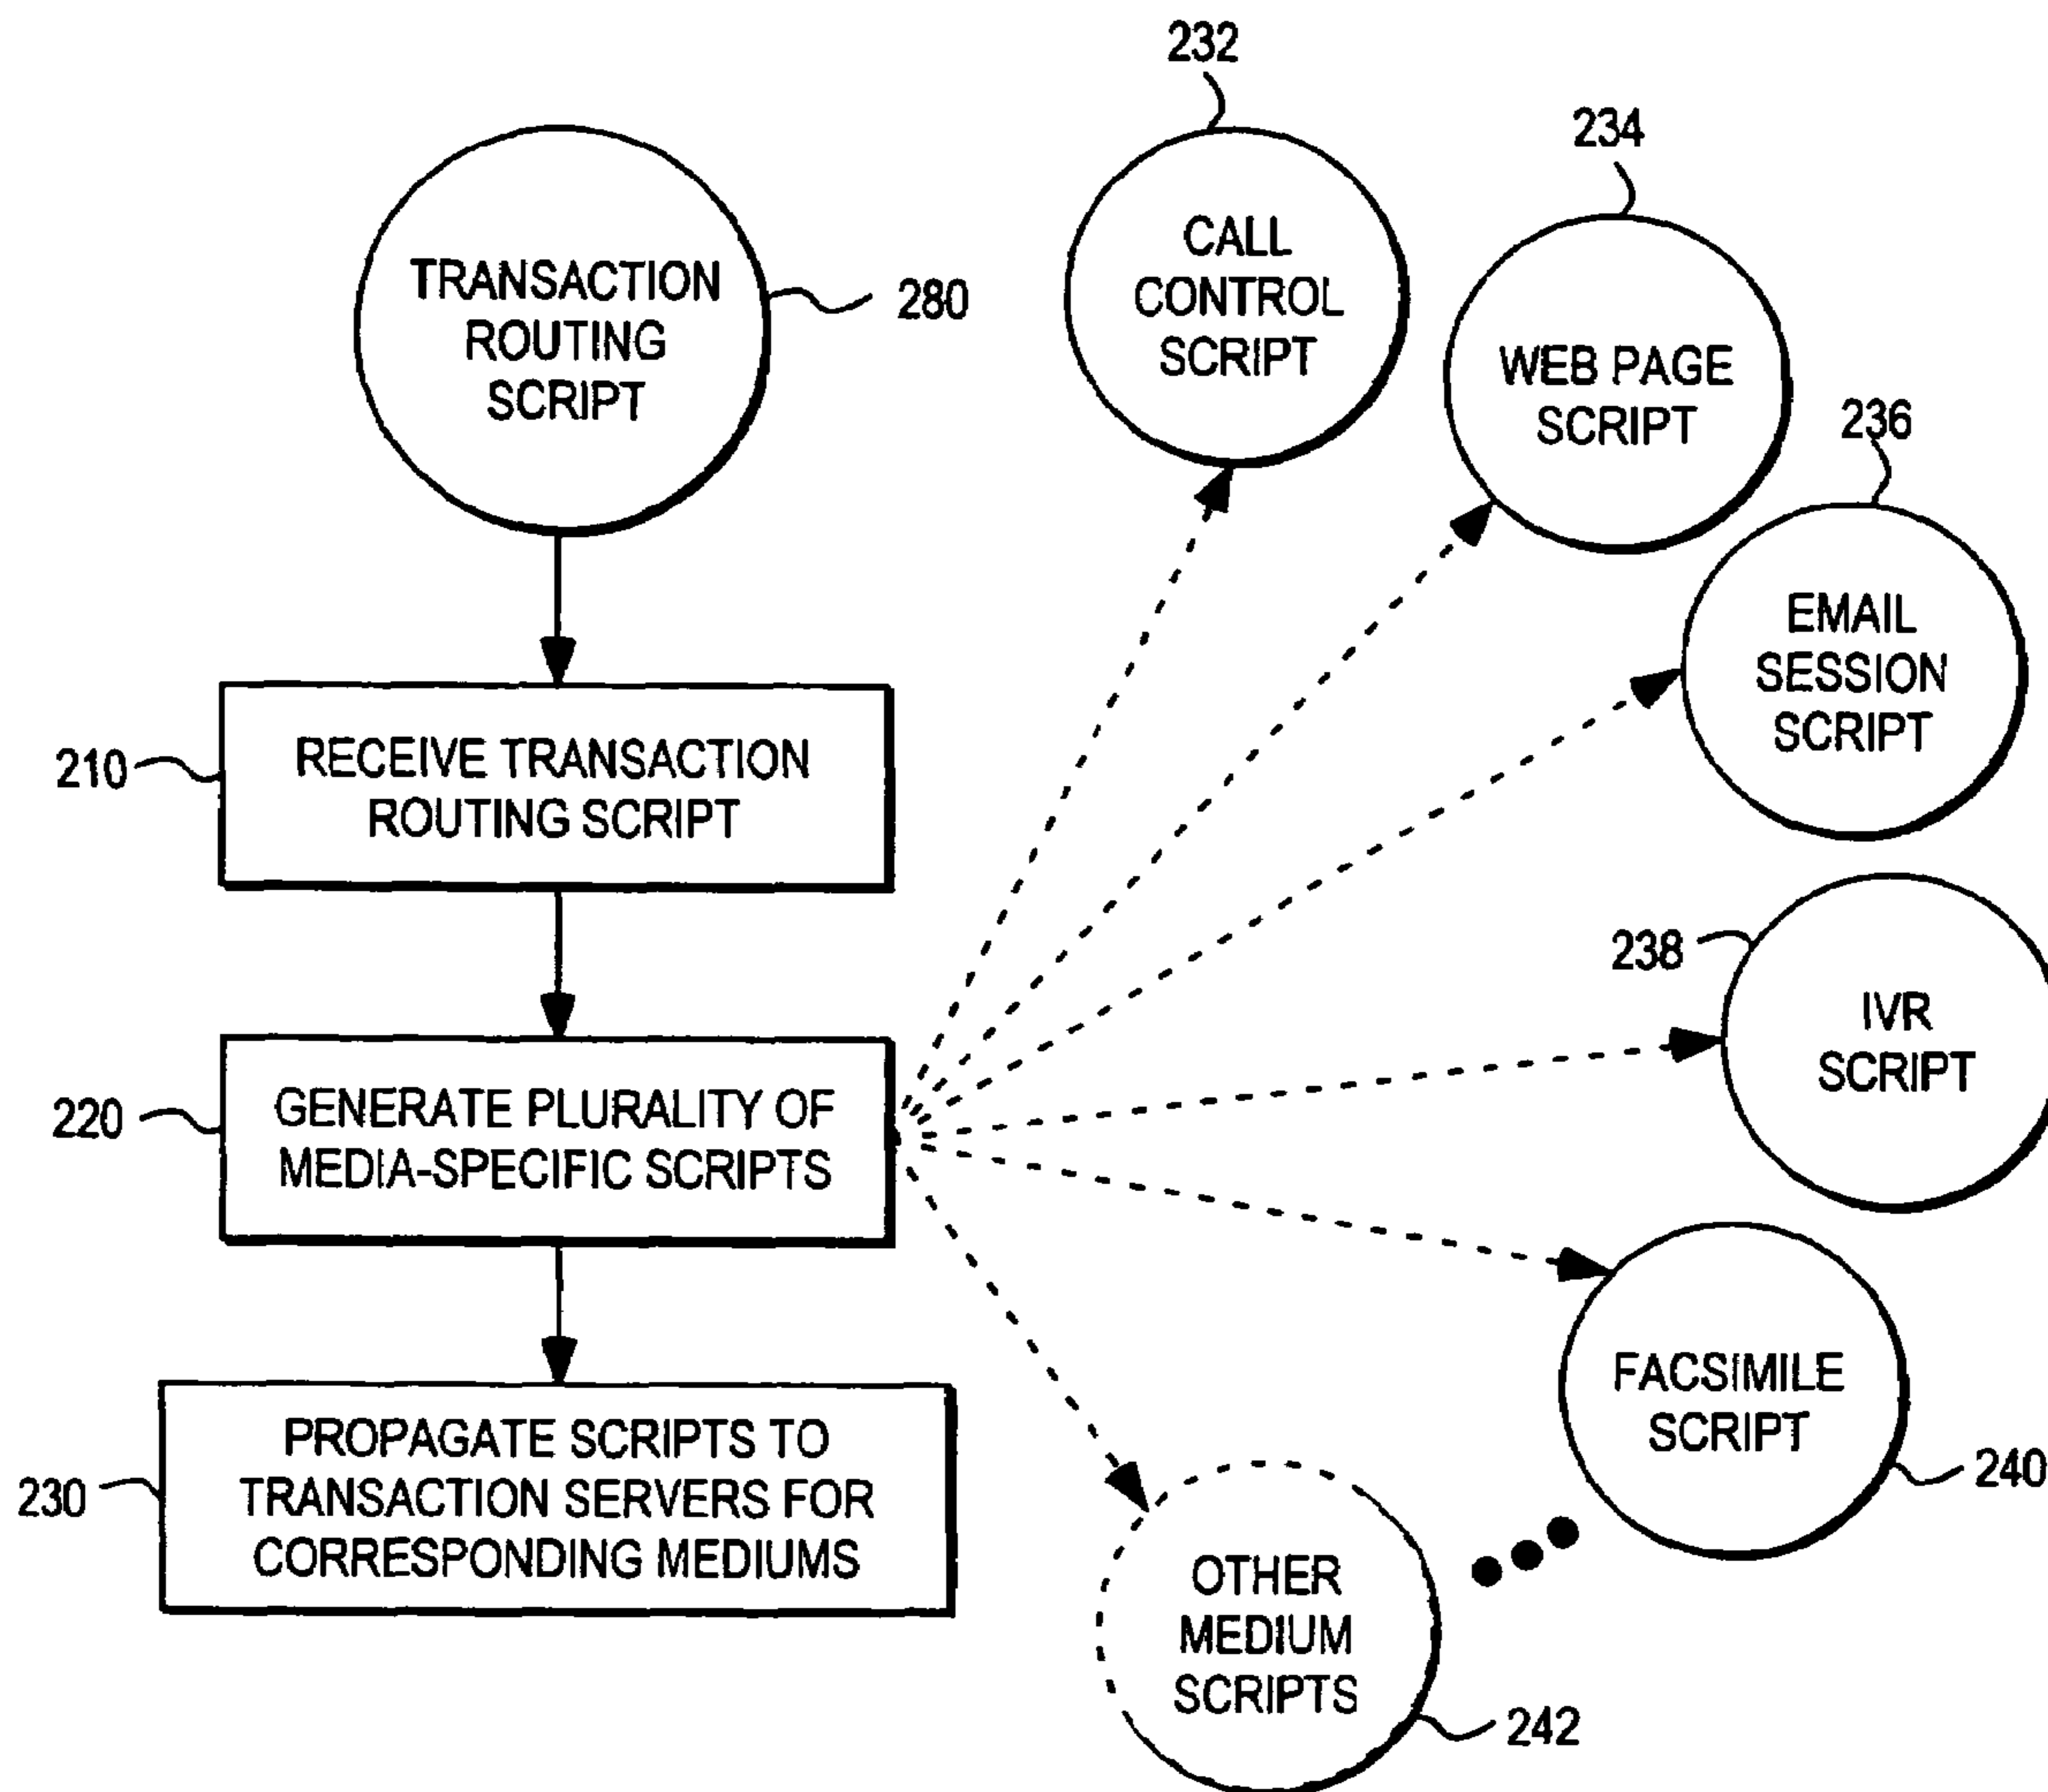 232
234
TRANSACTION
ROUTING
SCRIPT
280
CALL
CONTROL
SCRIPT
WEB PAGE
SCRIPT
236
EMAIL
SESSION
SCRIPT
210
RECEIVE TRANSACTION
ROUTING SCRIPT
238
IVR
SCRIPT
220
GENERATE PLURALITY OF
MEDIA-SPECIFIC SCRIPTS
FACSIMILE
SCRIPT
240
230
PROPAGATE SCRIPTS TO
TRANSACTION SERVERS FOR
CORRESPONDING MEDIUMS
OTHER
MEDIUM
SCRIPTS
242